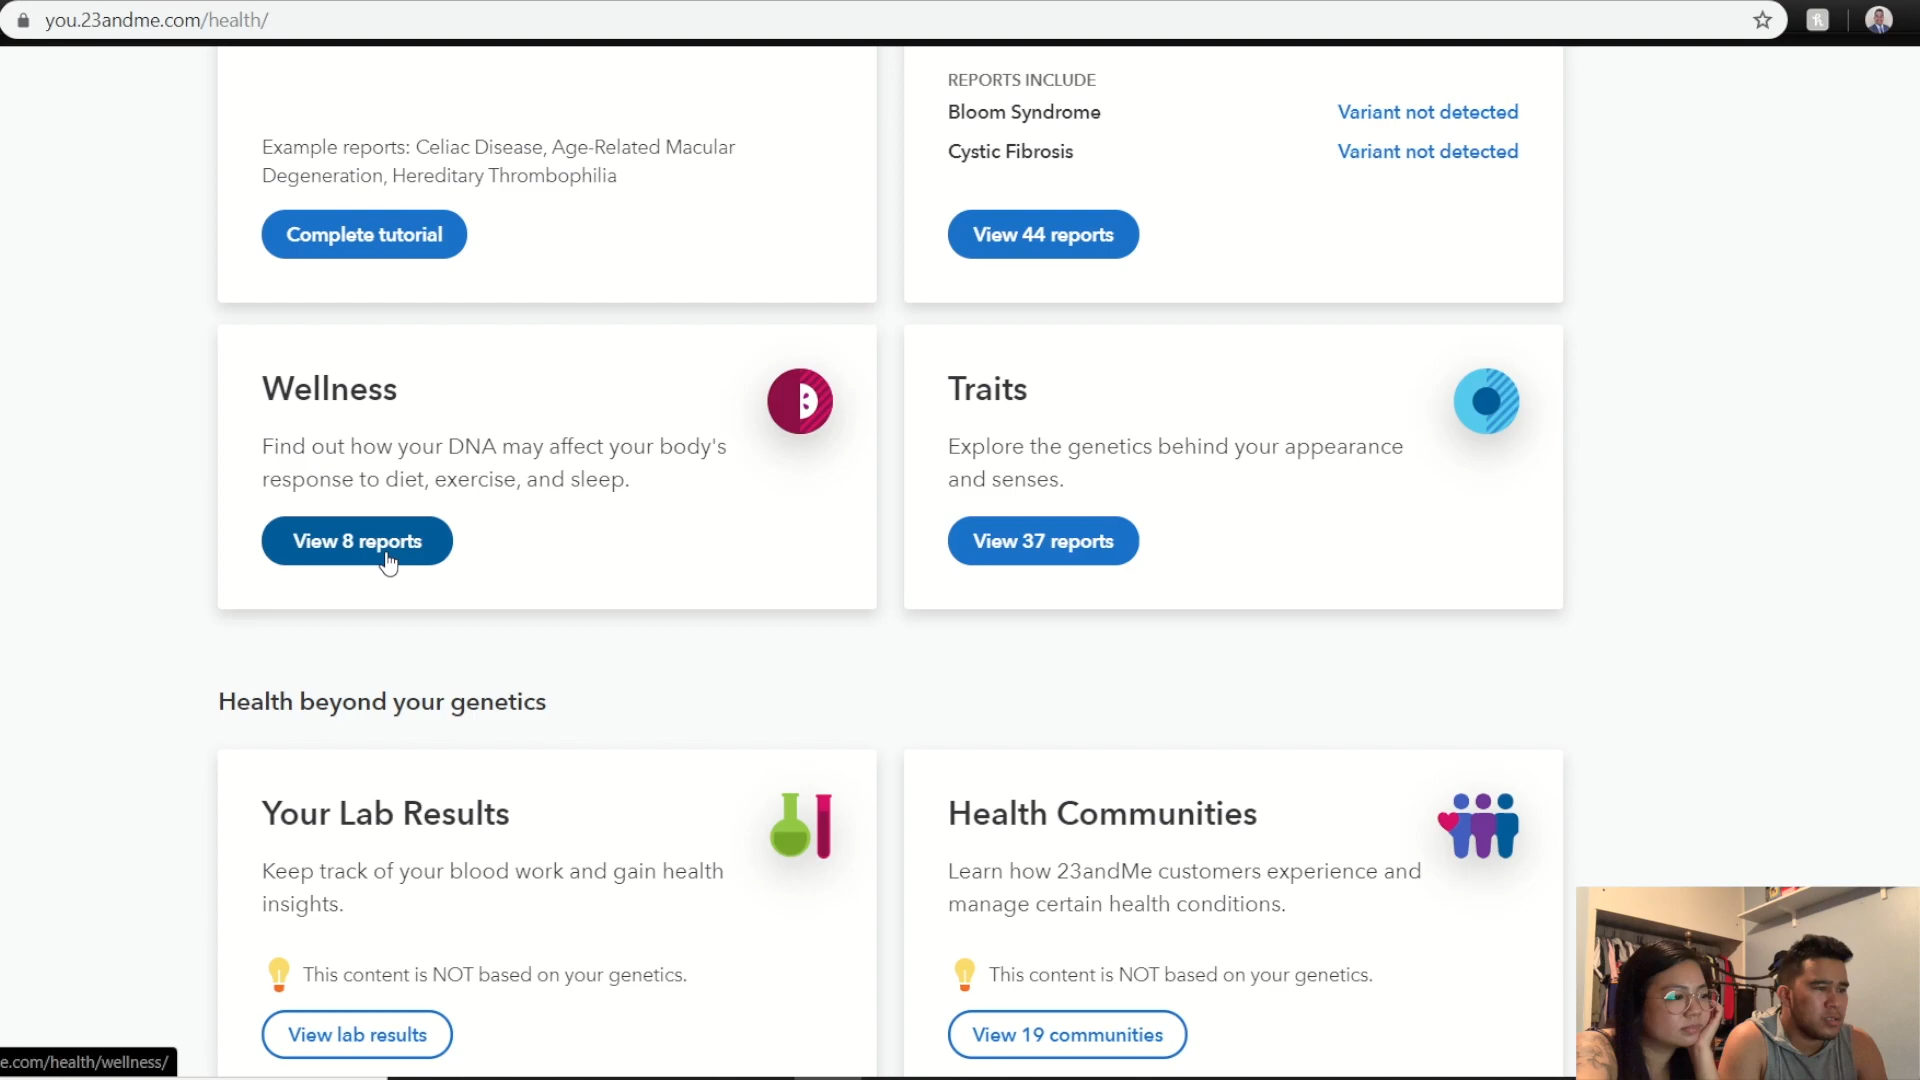 you.23andme.com/health/
REPORTS INCLUDE
Bloom Syndrome
Variant not detected
Cystic Fibrosis
Variant not detected
Example reports: Celiac Disease, Age-Related Macular
Degeneration, Hereditary Thrombophilia
Complete tutorial
View 44 reports
Wellness
Find out how your DNA may affect your body's
response to diet, exercise, and sleep.
View 8 reports
Traits
Explore the genetics behind your appearance
and senses.
View 37 reports
Health beyond your genetics
Your Lab Results
Keep track of your blood work and gain health
insights.
This content is NOT based on your genetics.
View lab results
Health Communities
Learn how 23andMe customers experience and
manage certain health conditions.
This content is NOT based on your genetics.
View 19 communities
e.com/health/wellness/